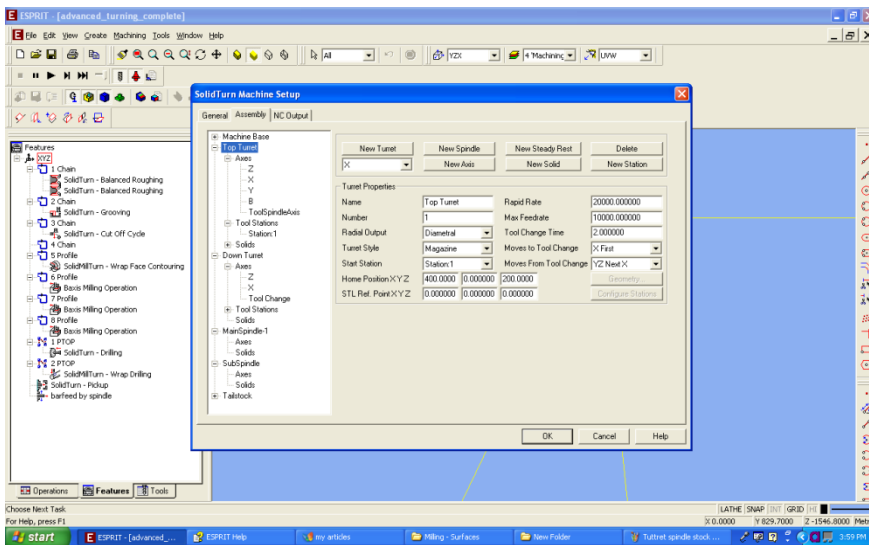 ESPRIT - [advanced_turning_complete]
File Edit View Create Machining Tools Window Help
All YZX 4 'Machining UVW
SolidTurn Machine Setup
General Assembly NC Output
Features
XYZ
1 Chain
SolidTurn - Balanced Roughing
SolidTurn - Balanced Roughing
2 Chain
SolidTurn - Grooving
3 Chain
SolidTurn - Cut Off Cycle
4 Chain
5 Profile
SolidMillTurn - Wrap Face Contouring
6 Profile
Baxis Milling Operation
7 Profile
Baxis Milling Operation
8 Profile
Baxis Milling Operation
1 PTOP
SolidTurn - Drilling
2 PTOP
SolidMillTurn - Wrap Drilling
SolidTurn - Pickup
barfeed by spindle
Operations Features Tools
Machine Base
Top Turret
Axes
Z
X
Y
B
ToolSpindleAxis
Tool Stations
Station:1
Solids
Down Turret
Axes
Z
X
Tool Change
Tool Stations
Solids
MainSpindle-1
Axes
Solids
SubSpindle
Axes
Solids
Tailstock
New Turret New Spindle New Steady Rest Delete
X New Axis New Solid New Station
Turret Properties
Name Top Turret Rapid Rate 20000.000000
Number 1 Max Feedrate 10000.000000
Radial Output Diametral Tool Change Time 2.000000
Turret Style Magazine Moves to Tool Change X First
Start Station Station:1 Moves From Tool Change YZ Next X
Home Position X Y Z 400.0000 0.000000 200.0000 Geometry...
STL Ref. Point X Y Z 0.000000 0.000000 0.000000 Configure Stations
OK Cancel Help
Choose Next Task
LATHE SNAP INT GRID HI
For Help, press F1
X 0.0000 Y 829.7000 Z -1546.8000 Metr
start ESPRIT - [advanced_... ESPRIT Help my articles Milling - Surfaces New Folder Tuttret spindle stock ... 3:59 PM